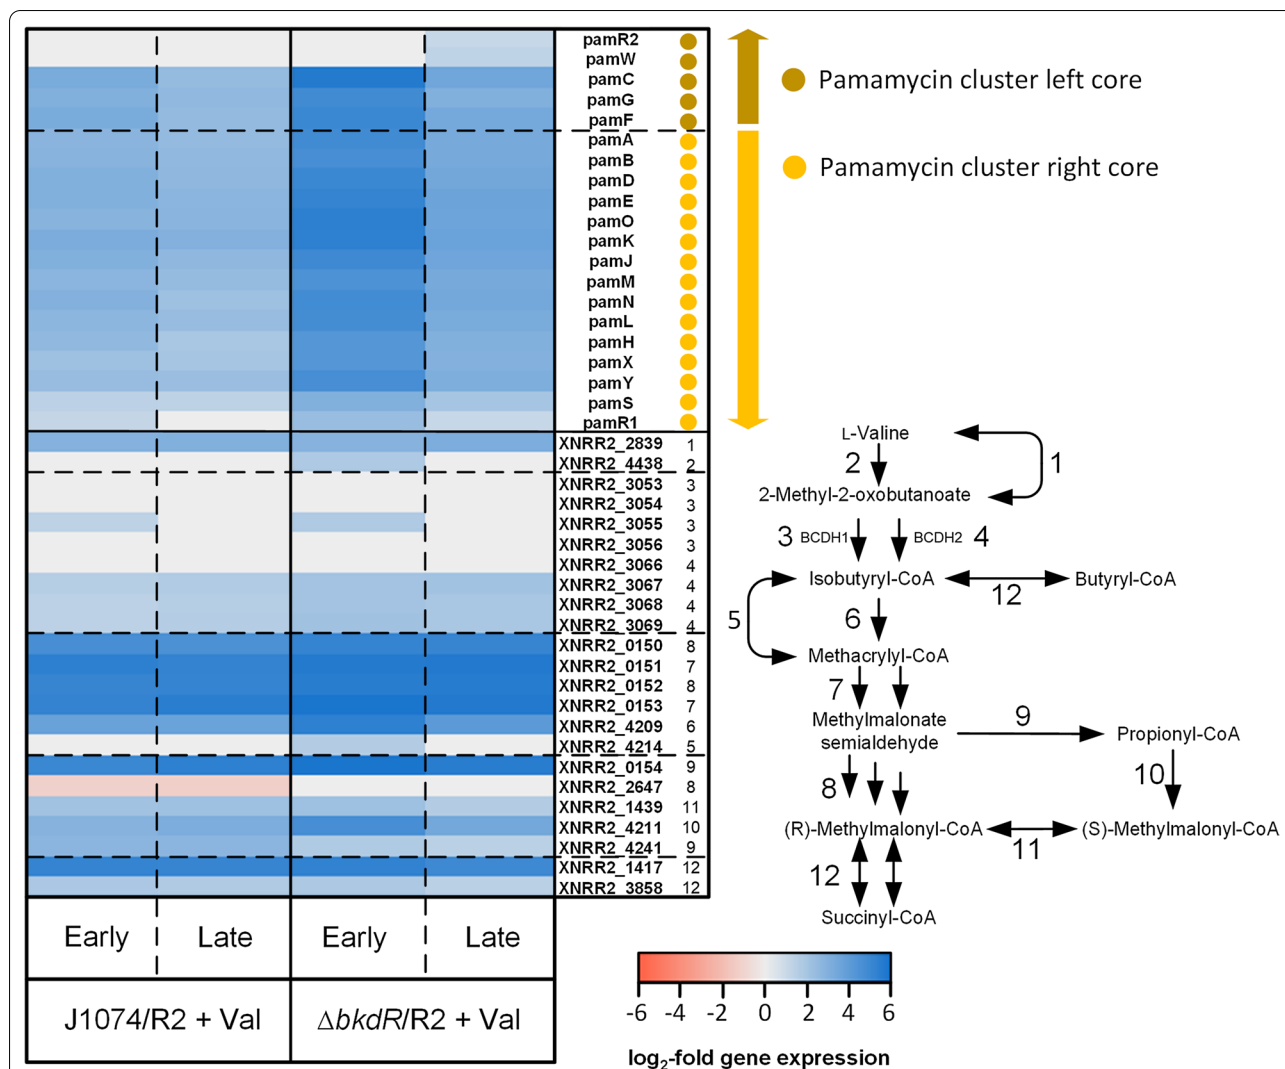 pamR2
pamW
pamC
pamG
pamF
pamA
pamB
pamD
pamE
pamO
pamK
pamJ
pamM
pamN
pamL
pamH
pamX
pamY
pamS
pamR1
XNRR2_2839 1
XNRR2_4438 2
XNRR2_3053 3
XNRR2_3054 3
XNRR2_3055 3
XNRR2_3056 3
XNRR2_3066 4
XNRR2_3067 4
XNRR2_3068 4
XNRR2_3069 4
XNRR2_0150 8
XNRR2_0151 7
XNRR2_0152 8
XNRR2_0153 7
XNRR2_4209 6
XNRR2_4214 5
XNRR2_0154 9
XNRR2_2647 8
XNRR2_1439 11
XNRR2_4211 10
XNRR2_4241 9
XNRR2_1417 12
XNRR2_3858 12
Early Late Early Late
J1074/R2 + Val ΔbkdR/R2 + Val
Pamamycin cluster left core
Pamamycin cluster right core
L-Valine
2 1
2-Methyl-2-oxobutanoate
3 BCDH1 BCDH2 4
Isobutyryl-CoA Butyryl-CoA
12
5 6
Methacrylyl-CoA
7
Methylmalonate
semialdehyde
9
Propionyl-CoA
8 10
(R)-Methylmalonyl-CoA (S)-Methylmalonyl-CoA
11
12
Succinyl-CoA
-6 -4 -2 0 2 4 6
log2-fold gene expression